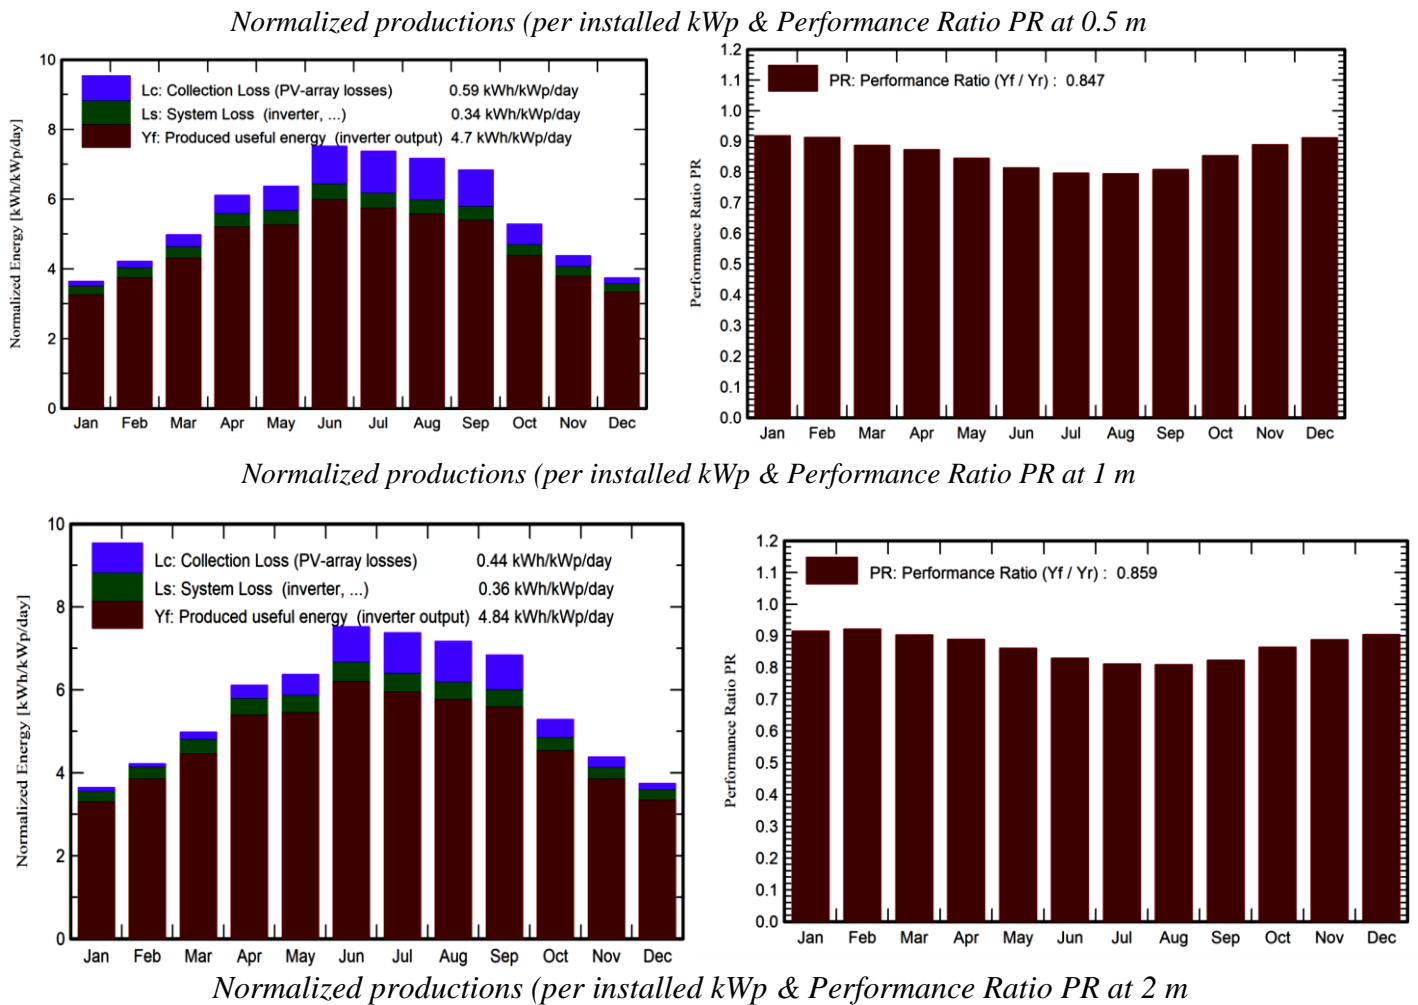 Normalized productions (per installed kWp & Performance Ratio PR at 0.5 m
10
8
6
4
2
0
Normalized Energy [kWh/kWp/day]
Lc: Collection Loss (PV-array losses) 0.59 kWh/kWp/day
Ls: System Loss (inverter, ...) 0.34 kWh/kWp/day
Yf: Produced useful energy (inverter output) 4.7 kWh/kWp/day
Jan Feb Mar Apr May Jun Jul Aug Sep Oct Nov Dec
1.2
1.1
1.0
0.9
0.8
0.7
0.6
0.5
0.4
0.3
0.2
0.1
0.0
Performance Ratio PR
PR: Performance Ratio (Yf / Yr) : 0.847
Jan Feb Mar Apr May Jun Jul Aug Sep Oct Nov Dec
Normalized productions (per installed kWp & Performance Ratio PR at 1 m
10
8
6
4
2
0
Normalized Energy [kWh/kWp/day]
Lc: Collection Loss (PV-array losses) 0.44 kWh/kWp/day
Ls: System Loss (inverter, ...) 0.36 kWh/kWp/day
Yf: Produced useful energy (inverter output) 4.84 kWh/kWp/day
Jan Feb Mar Apr May Jun Jul Aug Sep Oct Nov Dec
1.2
1.1
1.0
0.9
0.8
0.7
0.6
0.5
0.4
0.3
0.2
0.1
0.0
Performance Ratio PR
PR: Performance Ratio (Yf / Yr) : 0.859
Jan Feb Mar Apr May Jun Jul Aug Sep Oct Nov Dec
Normalized productions (per installed kWp & Performance Ratio PR at 2 m